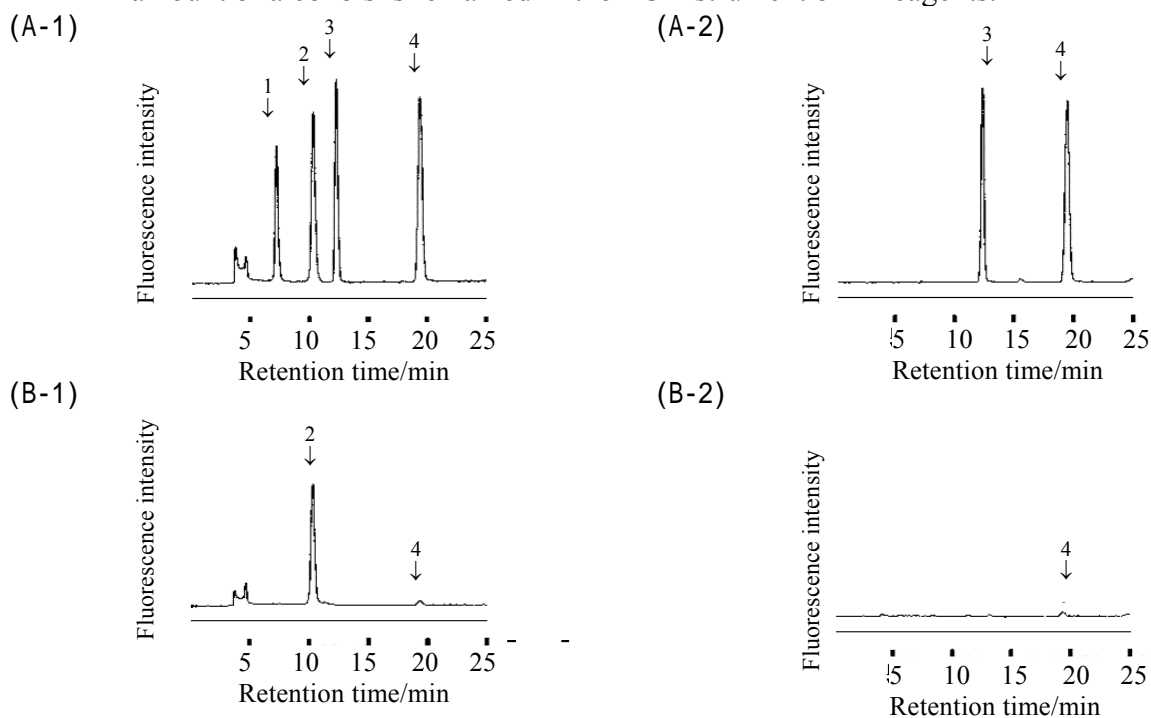 (A-1)
1
2
3
4
Fluorescence intensity
5 10 15 20 25
Retention time/min
(A-2)
3
4
Fluorescence intensity
5 10 15 20 25
Retention time/min
(B-1)
2
4
Fluorescence intensity
5 10 15 20 25
Retention time/min
(B-2)
4
Fluorescence intensity
5 10 15 20 25
Retention time/min